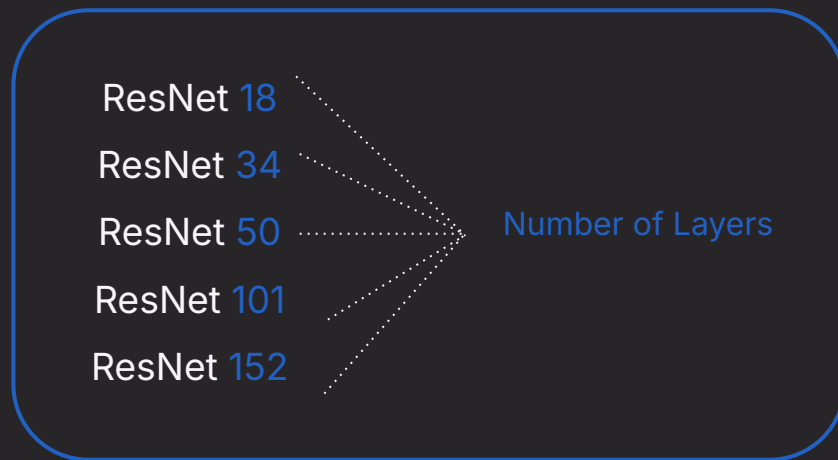 ResNet 18
ResNet 34
ResNet 50
ResNet 101
ResNet 152
Number of Layers